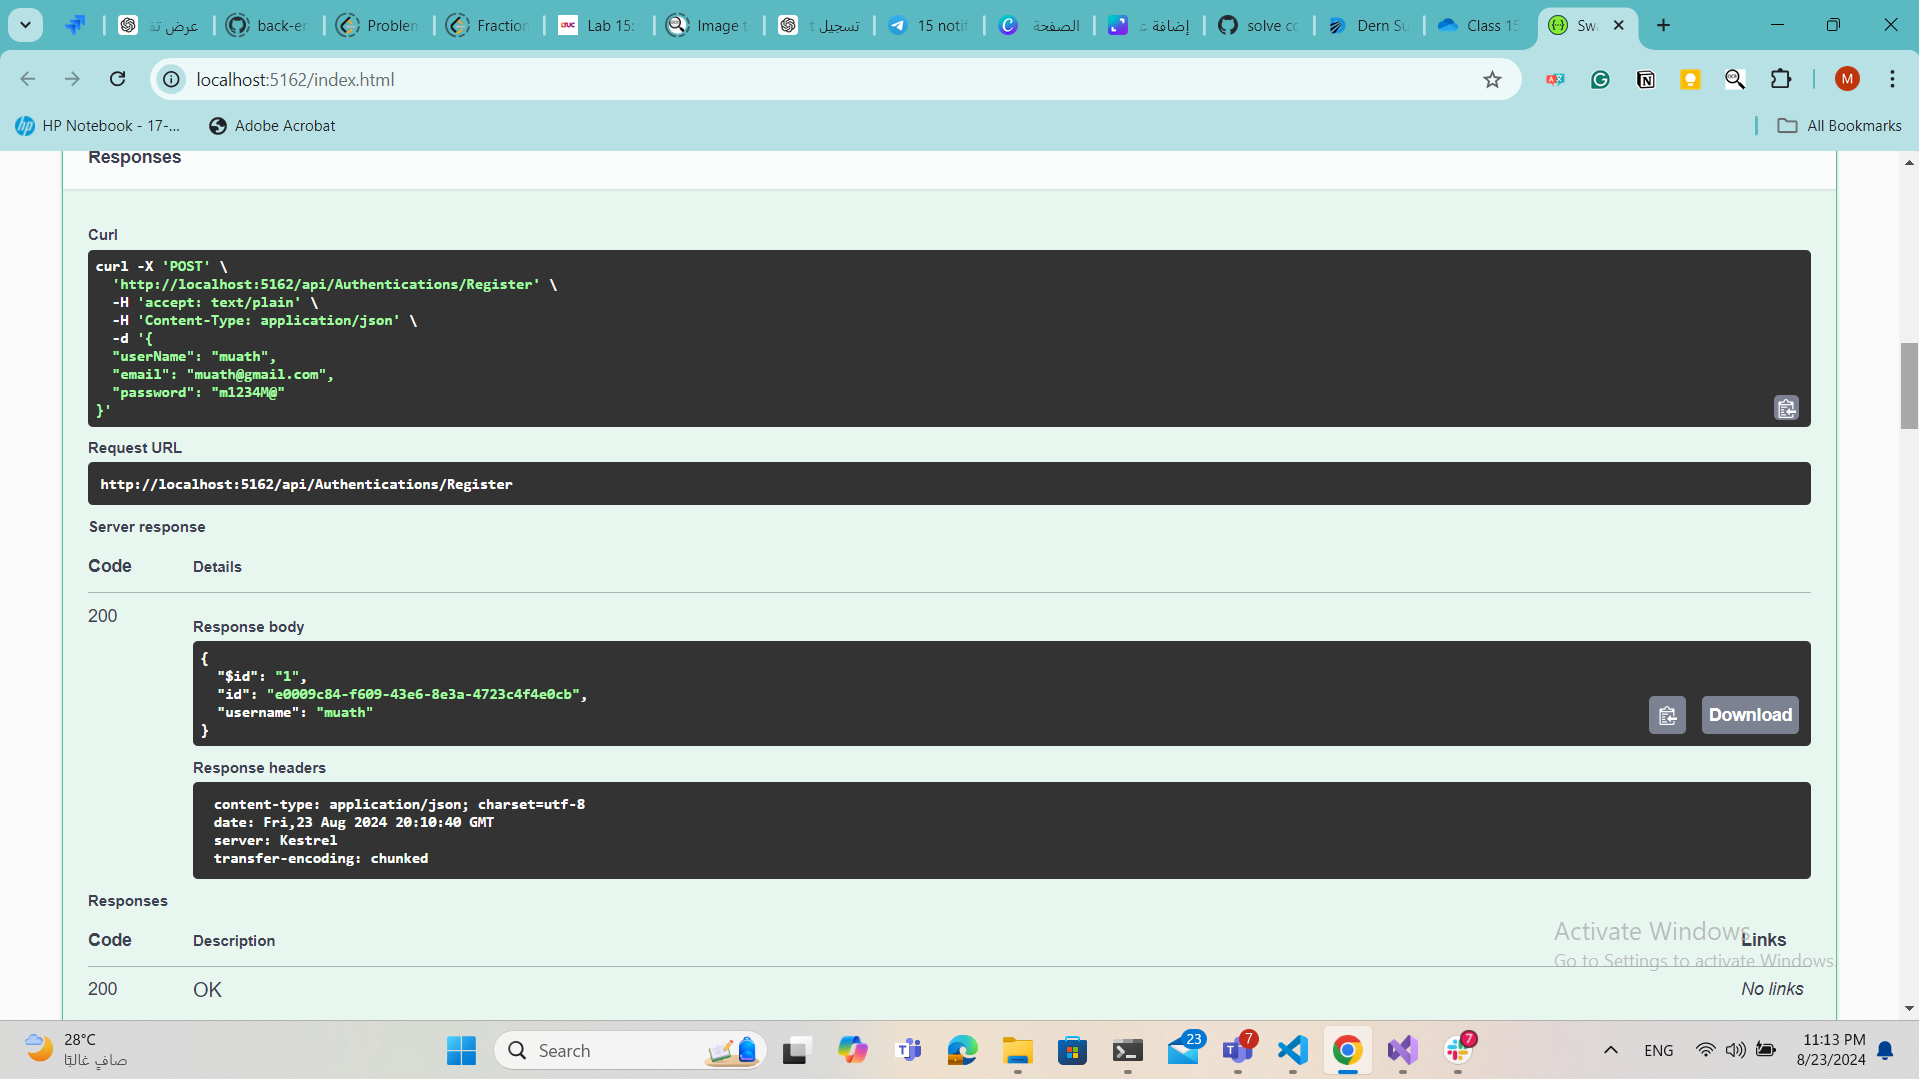 عرض تق
back-en
Problem
Fraction
LTUC
Lab 15:
Image t
تسجيل t
15 notif
الصفحة
إضافة ع
solve co
Dern Su
Class 15
Swa
localhost:5162/index.html
M
HP Notebook - 17-...
Adobe Acrobat
All Bookmarks
Responses
Curl
curl -X 'POST' \
'http://localhost:5162/api/Authentications/Register' \
-H 'accept: text/plain' \
-H 'Content-Type: application/json' \
-d '{
"userName": "muath",
"email": "muath@gmail.com",
"password": "m1234M@"
}'
Request URL
http://localhost:5162/api/Authentications/Register
Server response
Code Details
200
Response body
{
"$id": "1",
"id": "e0009c84-f609-43e6-8e3a-4723c4f4e0cb",
"username": "muath"
}
Download
Response headers
content-type: application/json; charset=utf-8
date: Fri,23 Aug 2024 20:10:40 GMT
server: Kestrel
transfer-encoding: chunked
Responses
Code Description Links
Activate Windows
Go to Settings to activate Windows.
200 OK No links
28°C
صافٍ غالبًا
Search
23
7
7
ENG
11:13 PM
8/23/2024